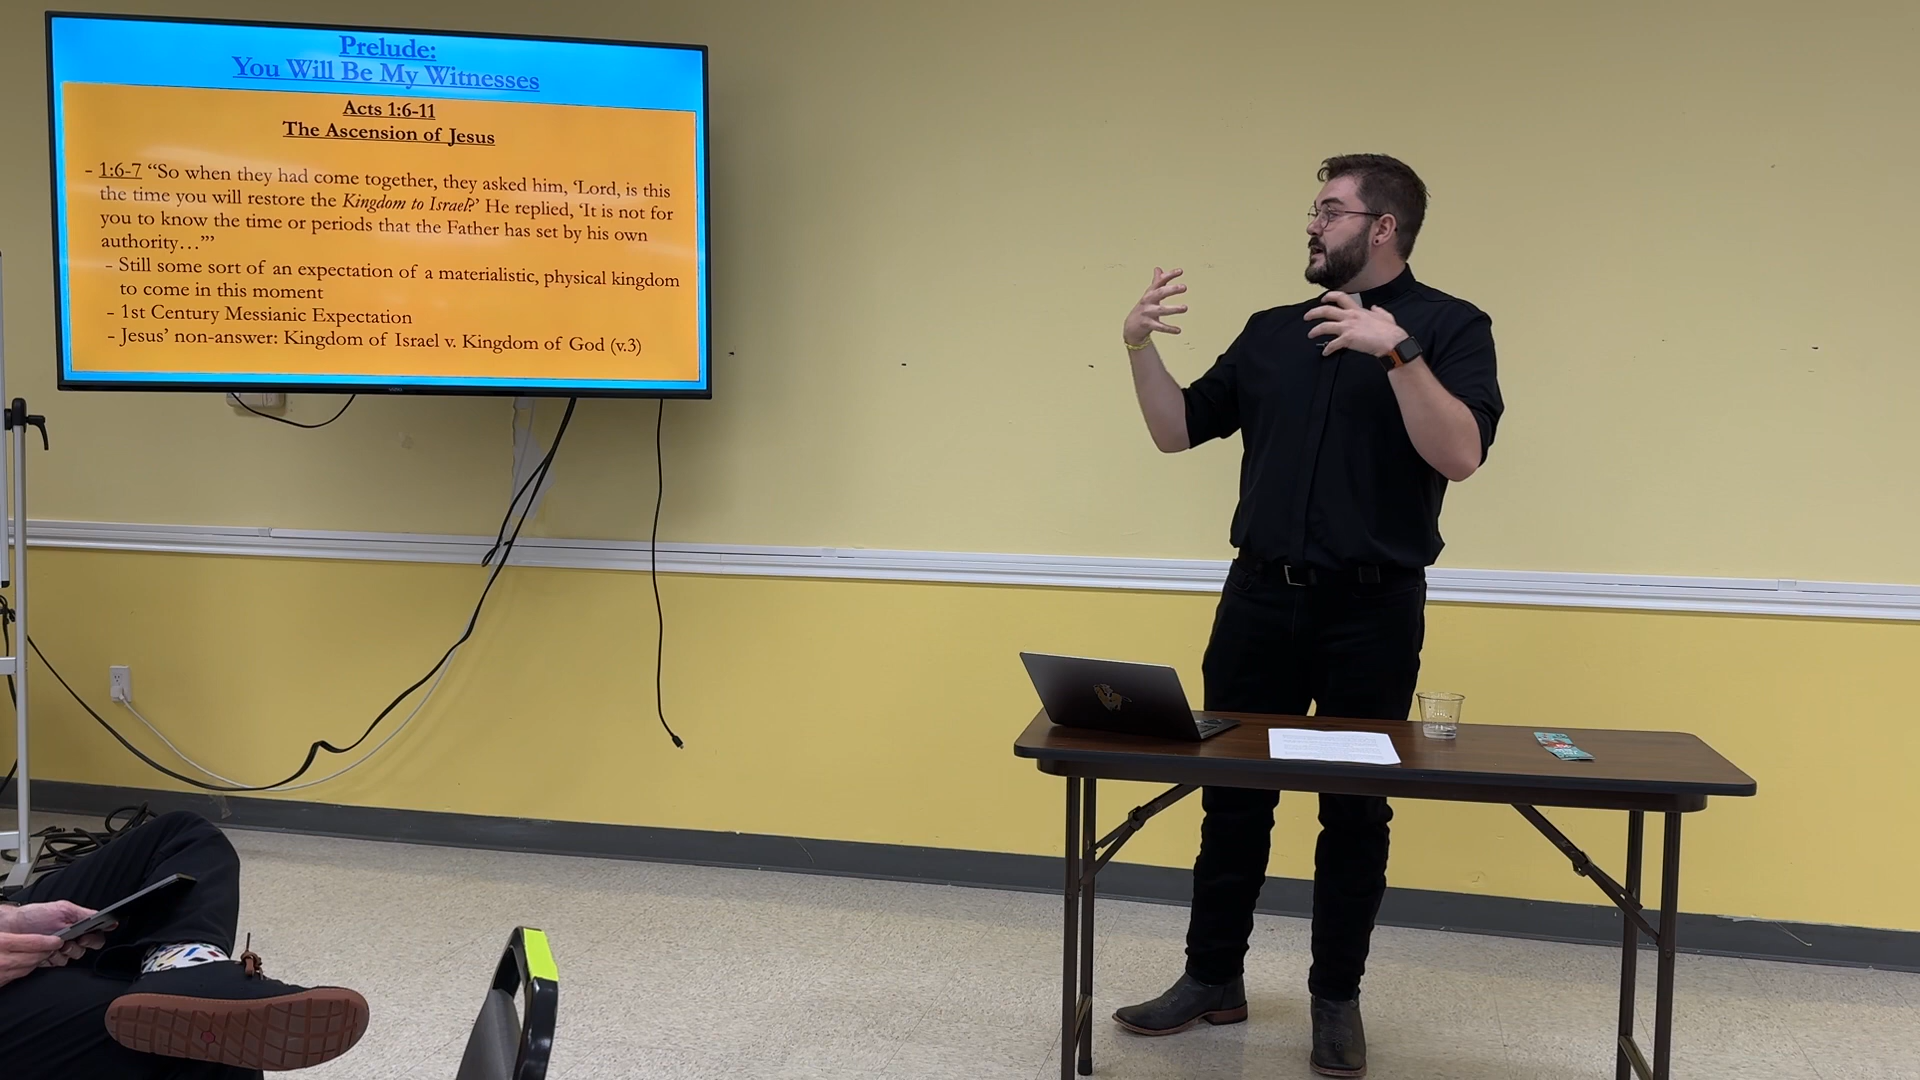 Prelude:
You Will Be My Witnesses
Acts 1:6-11
The Ascension of Jesus
- 1:6-7 “So when they had come together, they asked him, ‘Lord, is this
the time you will restore the Kingdom to Israel?’ He replied, ‘It is not for
you to know the time or periods that the Father has set by his own
authority…’”
- Still some sort of an expectation of a materialistic, physical kingdom
to come in this moment
- 1st Century Messianic Expectation
- Jesus’ non-answer: Kingdom of Israel v. Kingdom of God (v.3)